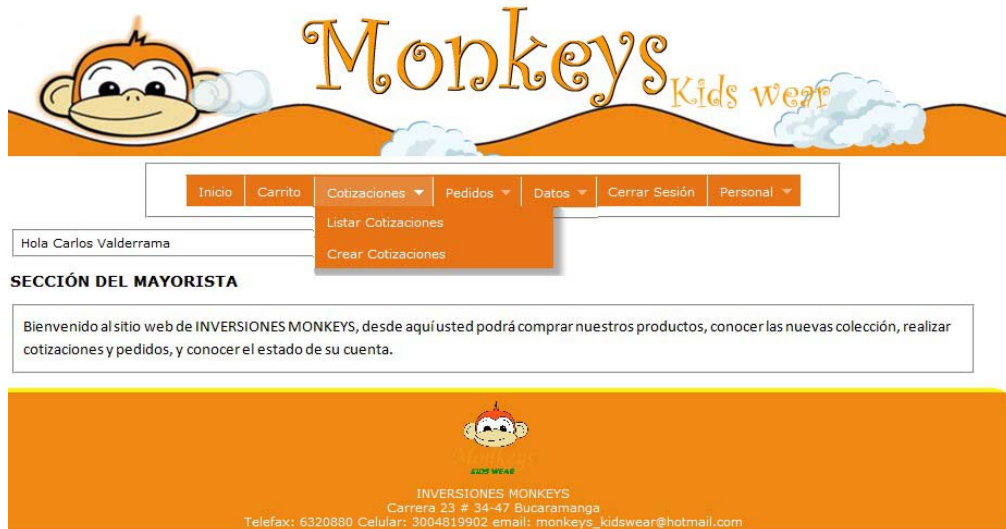 Monkeys
Kids wear
Inicio Carrito Cotizaciones Pedidos Datos Cerrar Sesión Personal
Listar Cotizaciones
Crear Cotizaciones
Hola Carlos Valderrama
SECCIÓN DEL MAYORISTA
Bienvenido al sitio web de INVERSIONES MONKEYS, desde aquí usted podrá comprar nuestros productos, conocer las nuevas colección, realizar
cotizaciones y pedidos, y conocer el estado de su cuenta.
Monkeys
KIDS WEAR
INVERSIONES MONKEYS
Carrera 23 # 34-47 Bucaramanga
Telefax: 6320880 Celular: 3004819902 email: monkeys_kidswear@hotmail.com